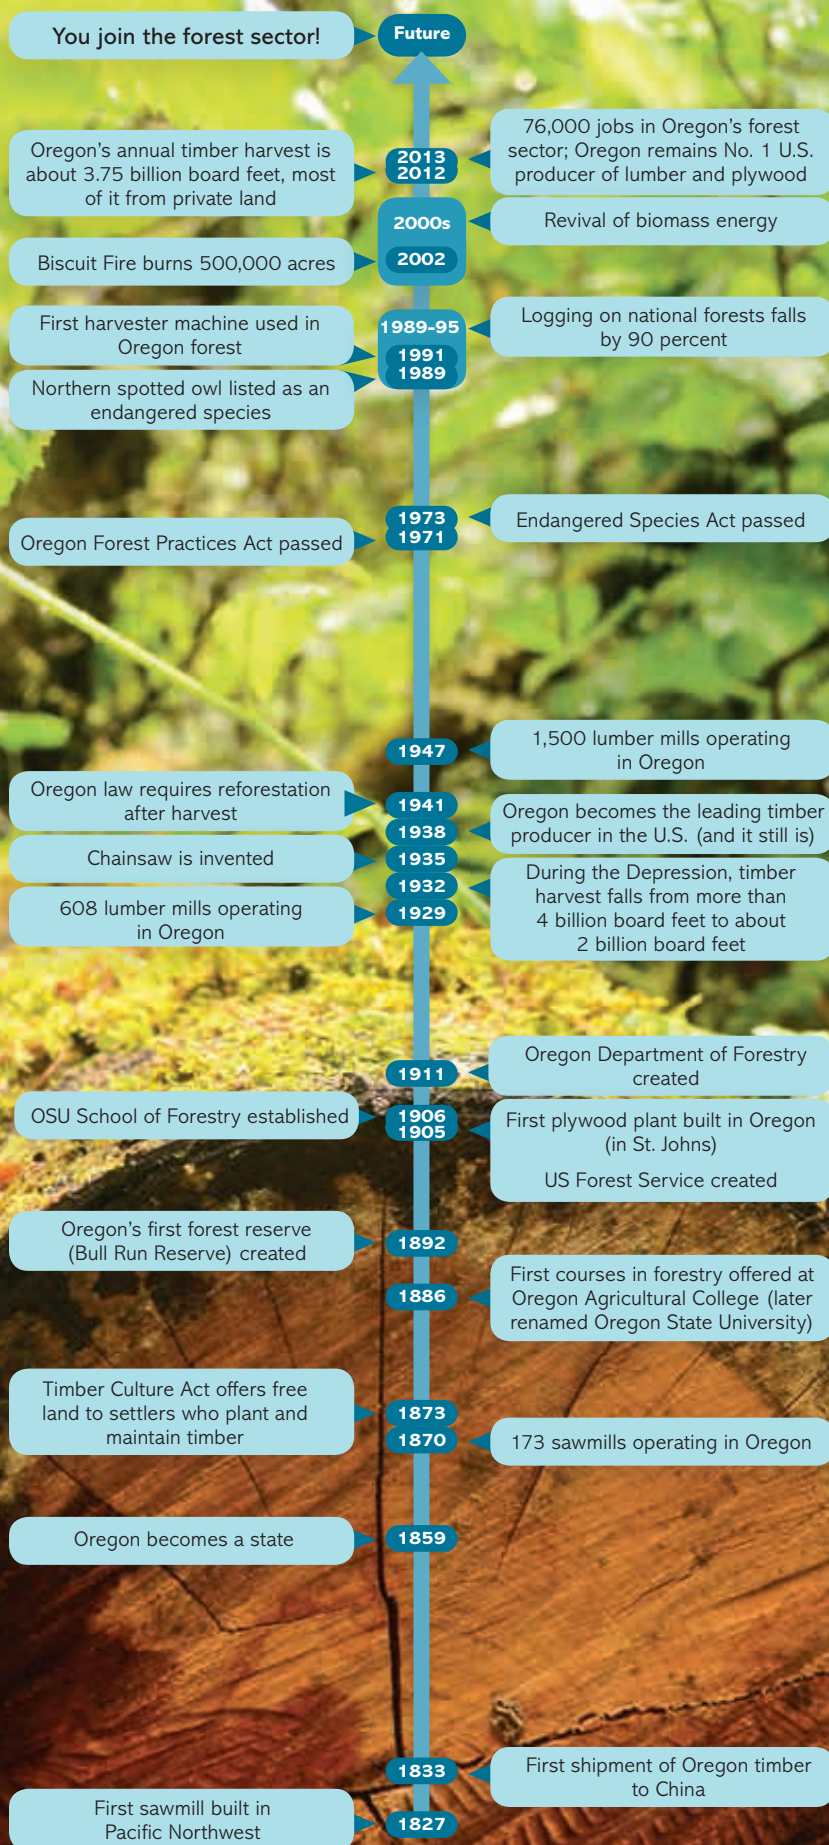 You join the forest sector!
Future
76,000 jobs in Oregon's forest
sector; Oregon remains No. 1 U.S.
producer of lumber and plywood
2013
2012
Oregon's annual timber harvest is
about 3.75 billion board feet, most
of it from private land
2000s
Revival of biomass energy
Biscuit Fire burns 500,000 acres
2002
1989-95
Logging on national forests falls
by 90 percent
First harvester machine used in
Oregon forest
1991
1989
Northern spotted owl listed as an
endangered species
1973
Endangered Species Act passed
Oregon Forest Practices Act passed
1971
1947
1,500 lumber mills operating
in Oregon
Oregon law requires reforestation
after harvest
1941
1938
Oregon becomes the leading timber
producer in the U.S. (and it still is)
Chainsaw is invented
1935
1932
During the Depression, timber
harvest falls from more than
4 billion board feet to about
2 billion board feet
608 lumber mills operating
in Oregon
1929
1911
Oregon Department of Forestry
created
OSU School of Forestry established
1906
1905
First plywood plant built in Oregon
(in St. Johns)
US Forest Service created
Oregon's first forest reserve
(Bull Run Reserve) created
1892
1886
First courses in forestry offered at
Oregon Agricultural College (later
renamed Oregon State University)
Timber Culture Act offers free
land to settlers who plant and
maintain timber
1873
1870
173 sawmills operating in Oregon
Oregon becomes a state
1859
1833
First shipment of Oregon timber
to China
First sawmill built in
Pacific Northwest
1827